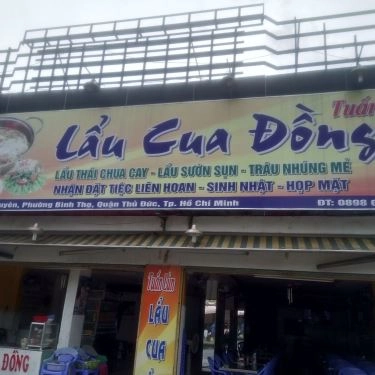 Tuấn
Lẩu Cua Đồng
LẨU THÁI CHUA CAY - LẨU SƯỜN SỤN - TRÂU NHÚNG MẺ
NHẬN ĐẶT TIỆC LIÊN HOAN - SINH NHẬT - HỌP MẶT
Phường Bình Thọ, Quận Thủ Đức, Tp. Hồ Chí Minh ĐT: 0898
LẨU
CUA
ĐỒNG